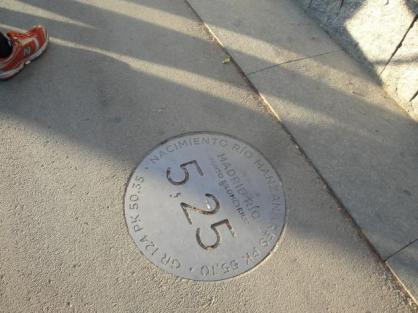 NACIMIENTO RÍO MANZANARES PK 55,10 · GR 124 PK 50,35 ·
MADRID RÍO
5,25